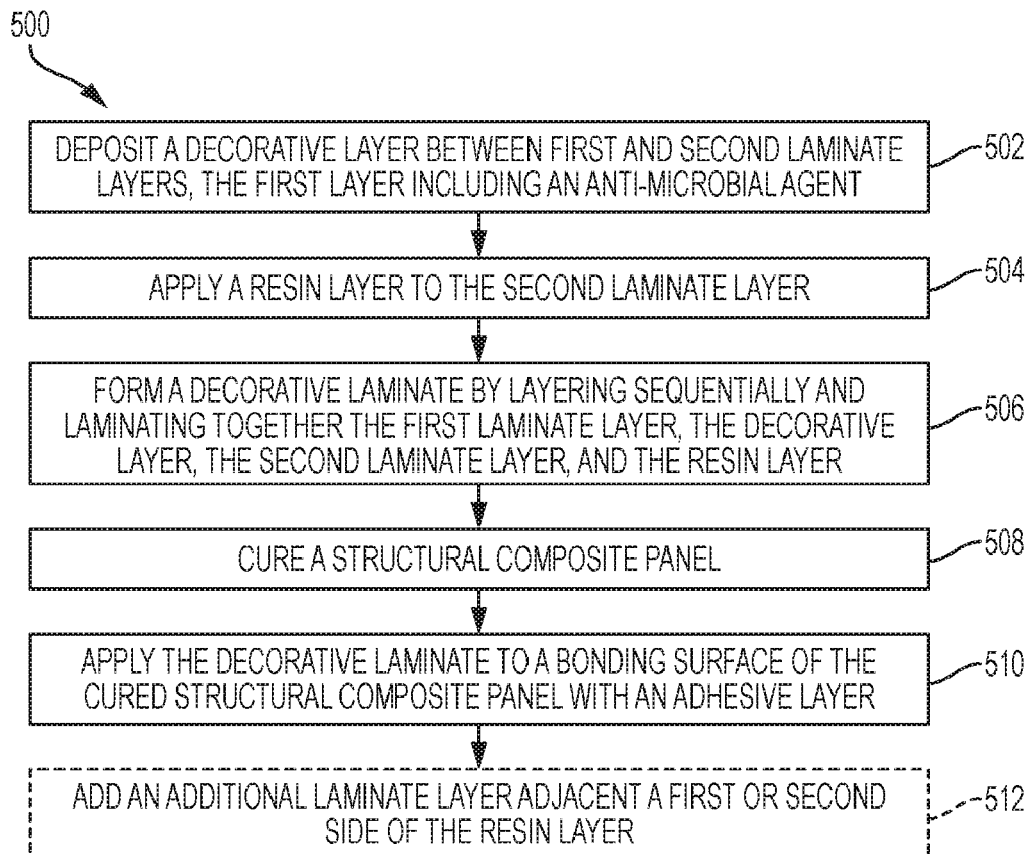 500
DEPOSIT A DECORATIVE LAYER BETWEEN FIRST AND SECOND LAMINATE
LAYERS, THE FIRST LAYER INCLUDING AN ANTI-MICROBIAL AGENT
502
APPLY A RESIN LAYER TO THE SECOND LAMINATE LAYER
504
FORM A DECORATIVE LAMINATE BY LAYERING SEQUENTIALLY AND
LAMINATING TOGETHER THE FIRST LAMINATE LAYER, THE DECORATIVE
LAYER, THE SECOND LAMINATE LAYER, AND THE RESIN LAYER
506
CURE A STRUCTURAL COMPOSITE PANEL
508
APPLY THE DECORATIVE LAMINATE TO A BONDING SURFACE OF THE
CURED STRUCTURAL COMPOSITE PANEL WITH AN ADHESIVE LAYER
510
ADD AN ADDITIONAL LAMINATE LAYER ADJACENT A FIRST OR SECOND
SIDE OF THE RESIN LAYER
512